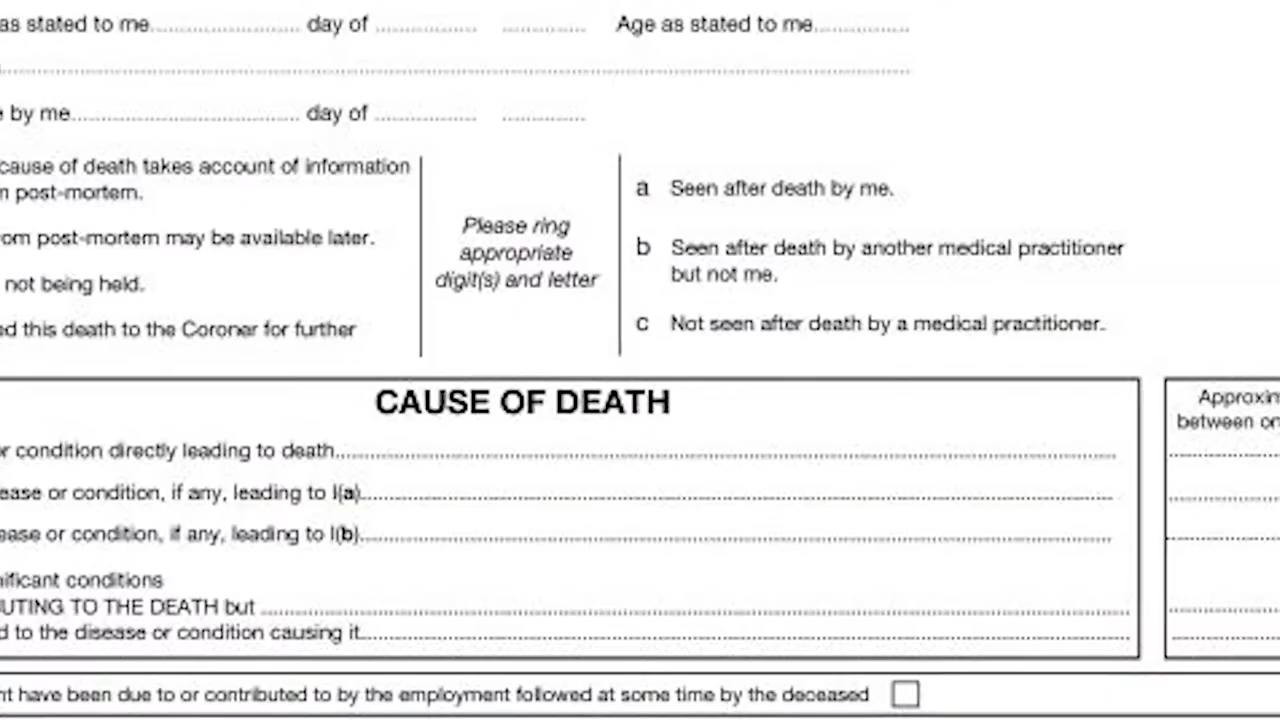 as stated to me.............................. day of .................... ................ Age as stated to me...................
e by me.............................................. day of .................... ................
cause of death takes account of information
m post-mortem.
om post-mortem may be available later.
not being held.
ed this death to the Coroner for further
Please ring
appropriate
digit(s) and letter
a Seen after death by me.
b Seen after death by another medical practitioner
but not me.
c Not seen after death by a medical practitioner.
CAUSE OF DEATH
or condition directly leading to death
ease or condition, if any, leading to I(a)
ease or condition, if any, leading to I(b)
nificant conditions
UTING TO THE DEATH but
d to the disease or condition causing it
Approxin
between on
nt have been due to or contributed to by the employment followed at some time by the deceased